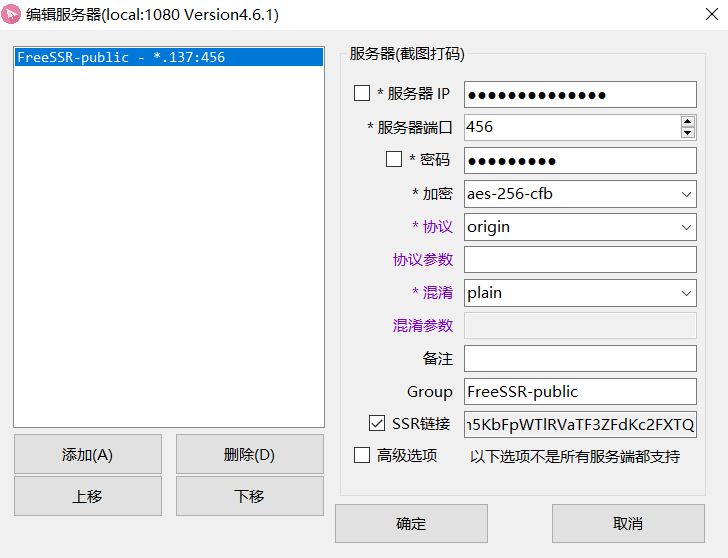 编辑服务器(local:1080 Version4.6.1)
FreeSSR-public - *.137:456
添加(A)
删除(D)
上移
下移
服务器(截图打码)
* 服务器 IP ●●●●●●●●●●●●●●
* 服务器端口 456
* 密码 ●●●●●●●●●
* 加密 aes-256-cfb
* 协议 origin
协议参数
* 混淆 plain
混淆参数
备注
Group FreeSSR-public
SSR链接 n5KbFpWTlRVaTF3ZFdKc2FXTQ
高级选项 以下选项不是所有服务端都支持
确定
取消